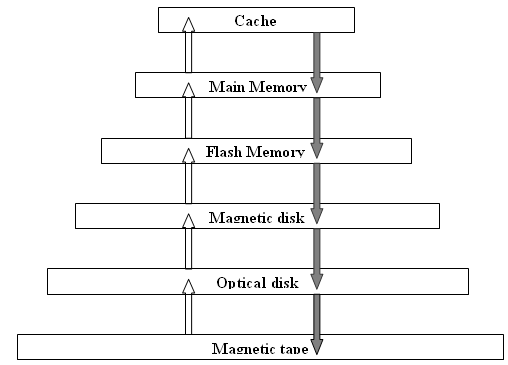 Cache
Main Memory
Flash Memory
Magnetic disk
Optical disk
Magnetic tape